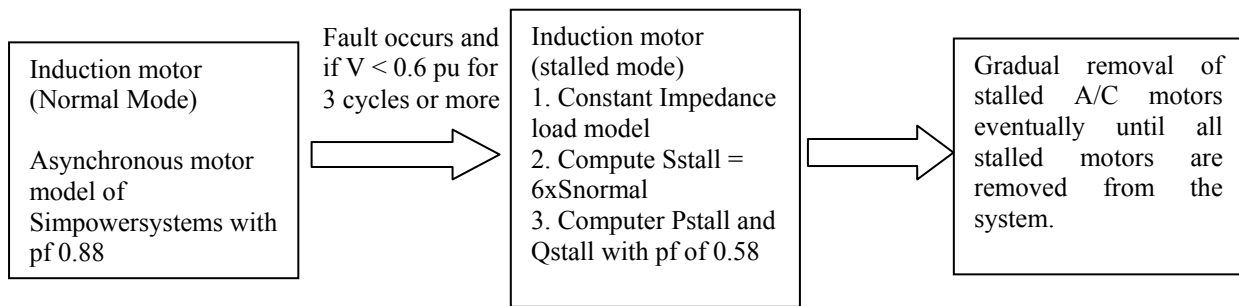 Induction motor
(Normal Mode)
Asynchronous motor
model of
Simpowersystems with
pf 0.88
Fault occurs and
if V < 0.6 pu for
3 cycles or more
Induction motor
(stalled mode)
1. Constant Impedance
load model
2. Compute Sstall =
6xSnormal
3. Computer Pstall and
Qstall with pf of 0.58
Gradual removal of
stalled A/C motors
eventually until all
stalled motors are
removed from the
system.